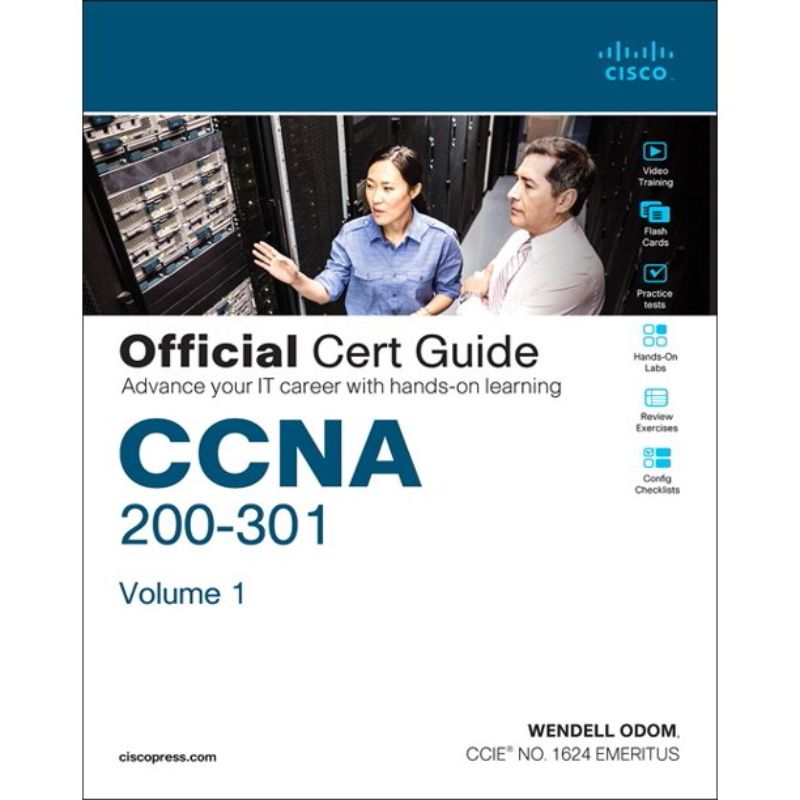 CISCO
Video
Training
Flash
Cards
Practice
tests
Hands-On
Labs
Review
Exercises
Config
Checklists
Official Cert Guide
Advance your IT career with hands-on learning
CCNA
200-301
Volume 1
WENDELL ODOM,
CCIE® NO. 1624 EMERITUS
ciscopress.com